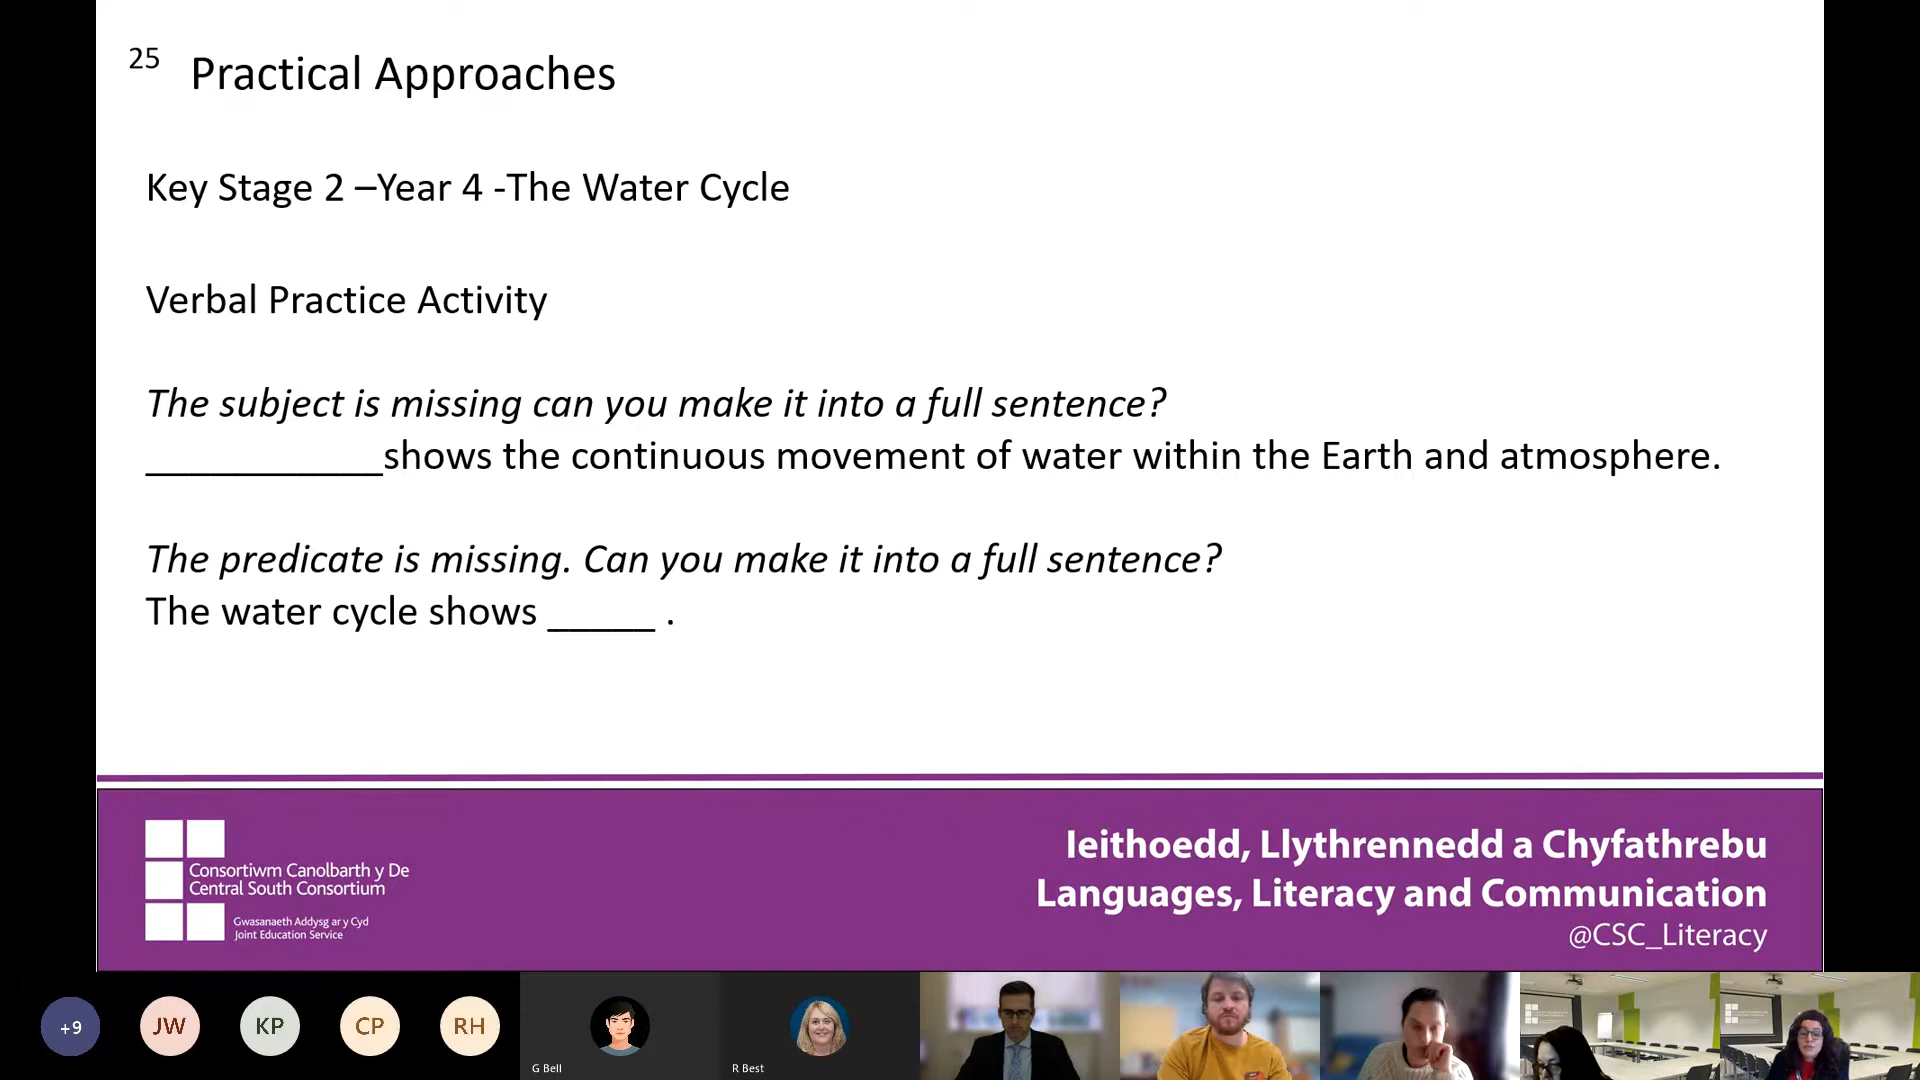 25 Practical Approaches
Key Stage 2 –Year 4 -The Water Cycle
Verbal Practice Activity
The subject is missing can you make it into a full sentence?
___________shows the continuous movement of water within the Earth and atmosphere.
The predicate is missing. Can you make it into a full sentence?
The water cycle shows _____ .
Consortiwm Canolbarth y De
Central South Consortium
Gwasanaeth Addysg ar y Cyd
Joint Education Service
Ieithoedd, Llythrennedd a Chyfathrebu
Languages, Literacy and Communication
@CSC_Literacy
+9
JW
KP
CP
RH
G Bell
R Best